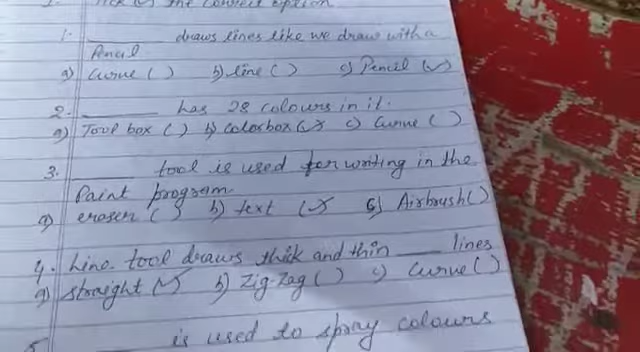 1. Tick (✓) the correct option.
1. ______ draws lines like we draw with a
Pencil
a) Curve ( ) b) line ( ) c) Pencil (✓)
2. ______ has 28 colours in it.
a) Tool box ( ) b) colorbox (✓) c) Curve ( )
3. ______ tool is used for writing in the
Paint program.
a) eraser ( ) b) text (✓) c) Airbrush ( )
4. Line tool draws thick and thin ___ lines
a) straight (✓) b) Zig-Zag ( ) c) Curve ( )
5 ______ is used to spray colours